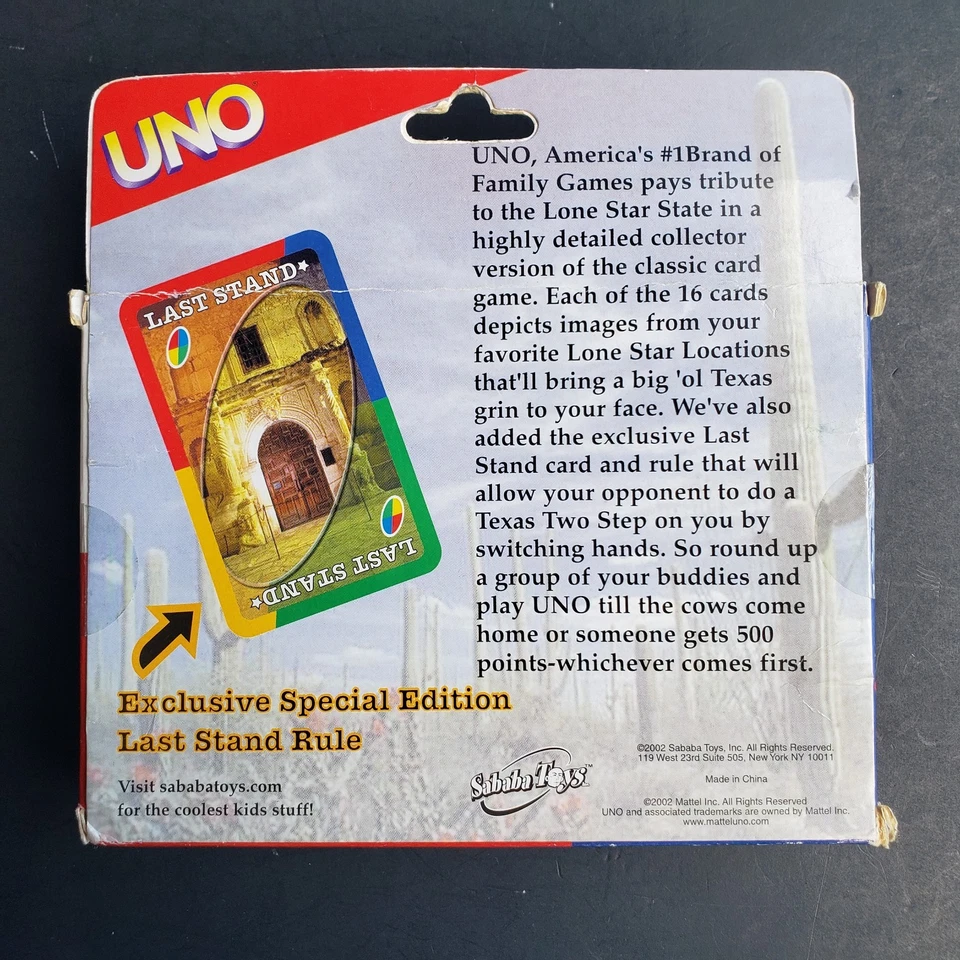 UNO
UNO, America's #1Brand of
Family Games pays tribute
to the Lone Star State in a
highly detailed collector
version of the classic card
game. Each of the 16 cards
depicts images from your
favorite Lone Star Locations
that'll bring a big 'ol Texas
grin to your face. We've also
added the exclusive Last
Stand card and rule that will
allow your opponent to do a
Texas Two Step on you by
switching hands. So round up
a group of your buddies and
play UNO till the cows come
home or someone gets 500
points-whichever comes first.
LAST STAND
LAST STAND
Exclusive Special Edition
Last Stand Rule
Visit sababatoys.com
for the coolest kids stuff!
Sababa Toys™
©2002 Sababa Toys, Inc. All Rights Reserved.
119 West 23rd Suite 505, New York NY 10011
Made in China
©2002 Mattel Inc. All Rights Reserved
UNO and associated trademarks are owned by Mattel Inc.
www.matteluno.com